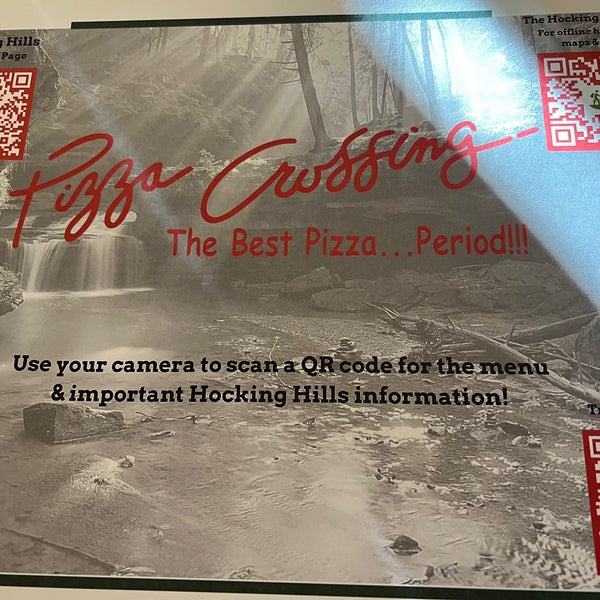 Hills
Page
The Hocking
For offline
maps &
Pizza Crossing
The Best Pizza...Period!!!
Use your camera to scan a QR code for the menu
& important Hocking Hills information!